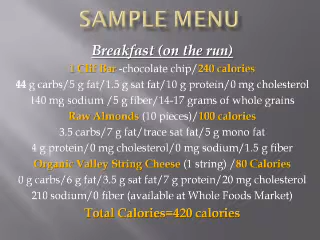 SAMPLE MENU
Breakfast (on the run)
1 Clif Bar -chocolate chip/240 calories
44 g carbs/5 g fat/1.5 g sat fat/10 g protein/0 mg cholesterol
140 mg sodium /5 g fiber/14-17 grams of whole grains
Raw Almonds (10 pieces)/100 calories
3.5 carbs/7 g fat/trace sat fat/5 g mono fat
4 g protein/0 mg cholesterol/0 mg sodium/1.5 g fiber
Organic Valley String Cheese (1 string) /80 Calories
0 g carbs/6 g fat/3.5 g sat fat/7 g protein/20 mg cholesterol
210 sodium/0 fiber (available at Whole Foods Market)
Total Calories=420 calories